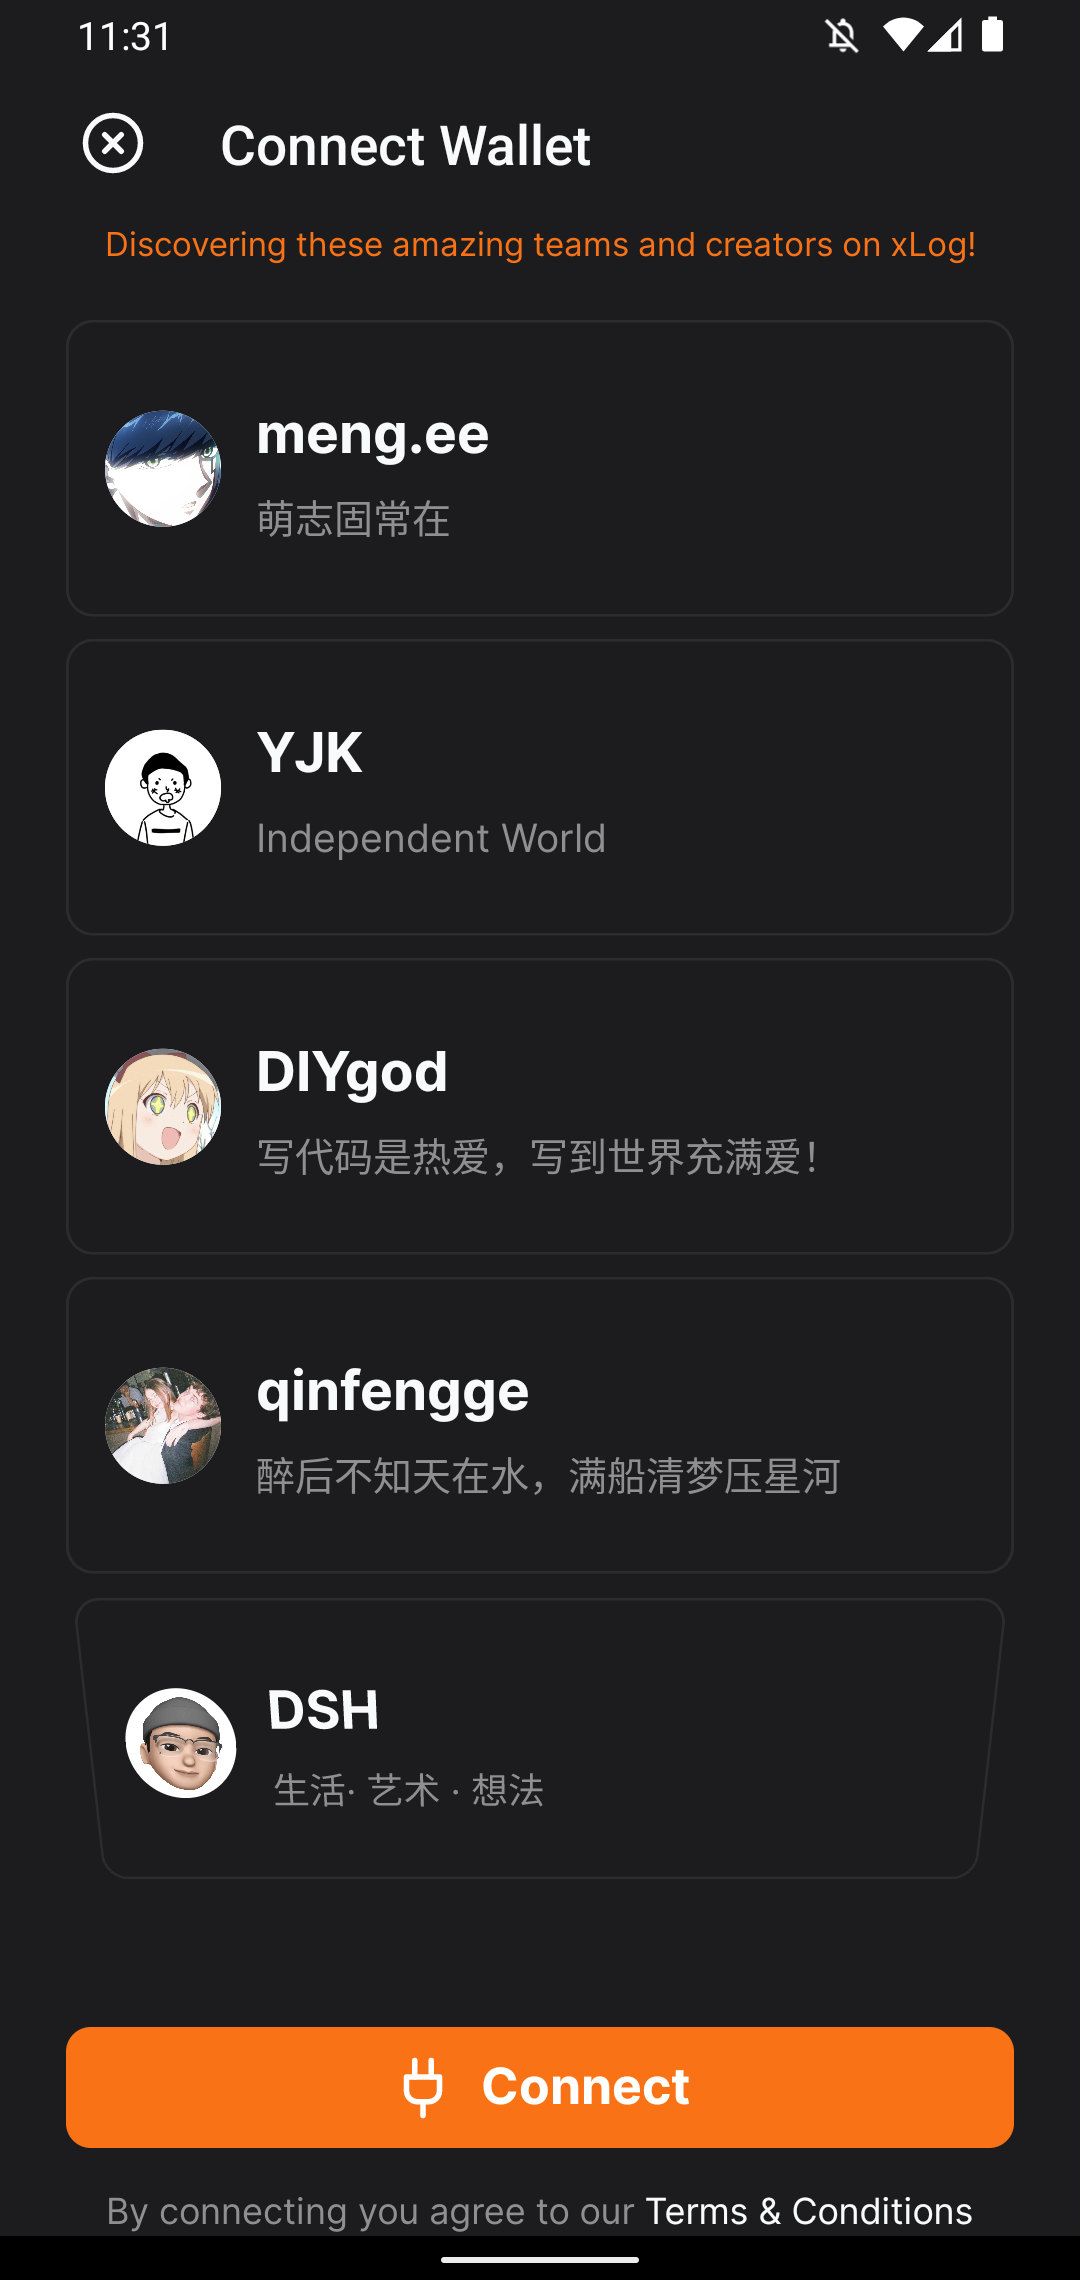 11:31
Connect Wallet
Discovering these amazing teams and creators on xLog!
meng.ee
萌志固常在
YJK
Independent World
DIYgod
写代码是热爱，写到世界充满爱！
qinfengge
醉后不知天在水，满船清梦压星河
DSH
生活· 艺术 · 想法
Connect
By connecting you agree to our Terms & Conditions